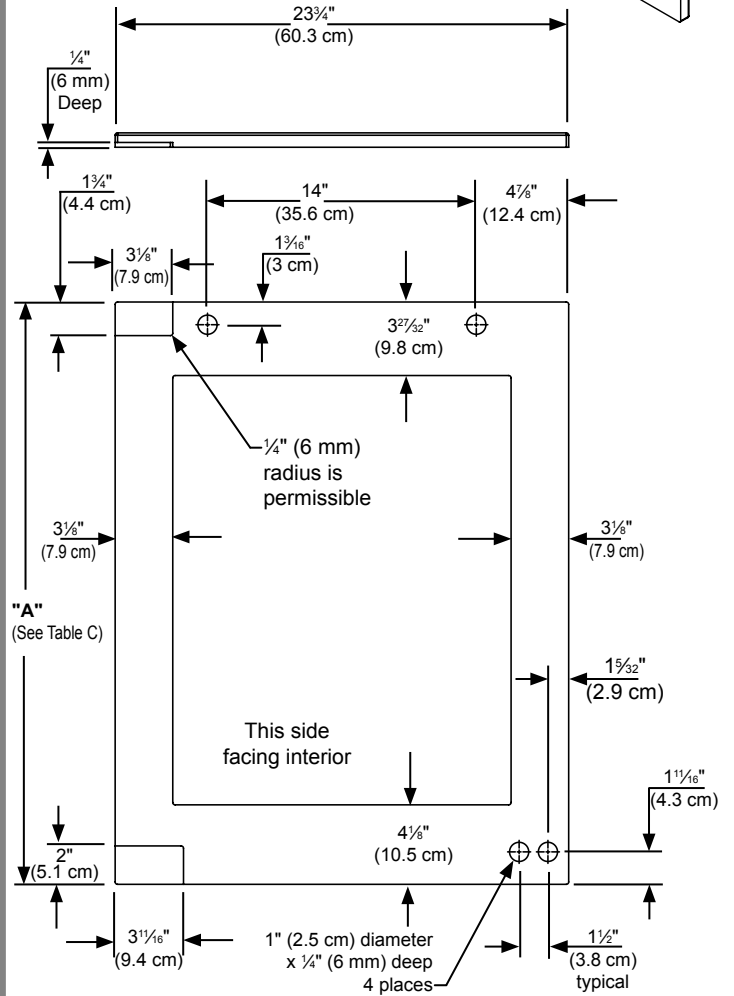 23¾"
(60.3 cm)
¼"
(6 mm)
Deep
1¾"
(4.4 cm)
14"
(35.6 cm)
4⅞"
(12.4 cm)
3⅛"
(7.9 cm)
1³⁄₁₆"
(3 cm)
3²⁷⁄₃₂"
(9.8 cm)
¼" (6 mm)
radius is
permissible
3⅛"
(7.9 cm)
3⅛"
(7.9 cm)
"A"
(See Table C)
1⁵⁄₃₂"
(2.9 cm)
This side
facing interior
1¹¹⁄₁₆"
(4.3 cm)
2"
(5.1 cm)
4⅛"
(10.5 cm)
3¹¹⁄₁₆"
(9.4 cm)
1" (2.5 cm) diameter
x ¼" (6 mm) deep
4 places
1½"
(3.8 cm)
typical